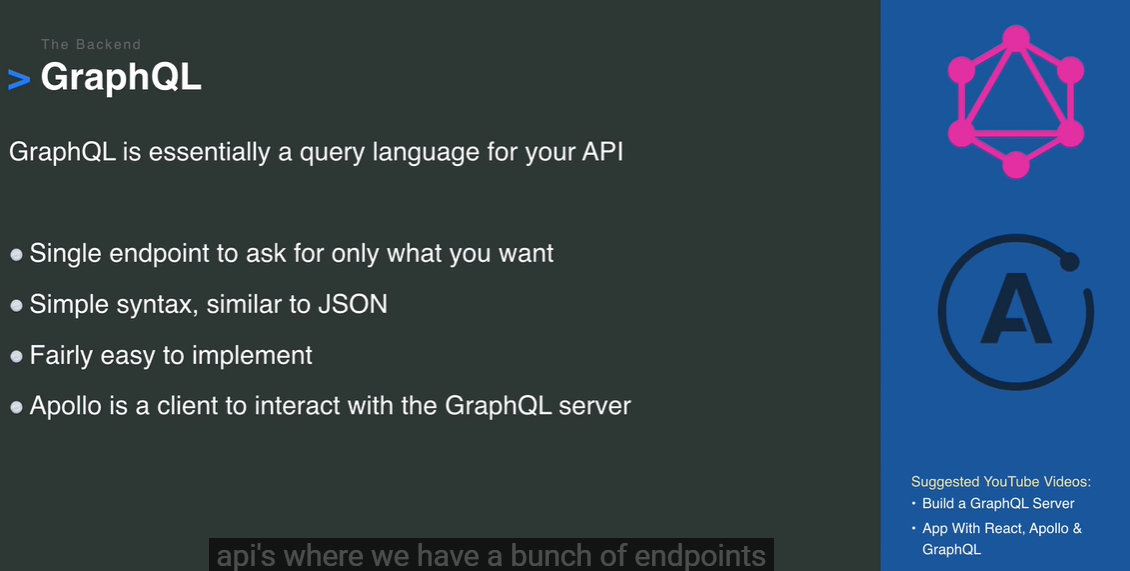 The Backend
> GraphQL
GraphQL is essentially a query language for your API
Single endpoint to ask for only what you want
Simple syntax, similar to JSON
Fairly easy to implement
Apollo is a client to interact with the GraphQL server
A
Suggested YouTube Videos:
• Build a GraphQL Server
• App With React, Apollo &
GraphQL
api's where we have a bunch of endpoints